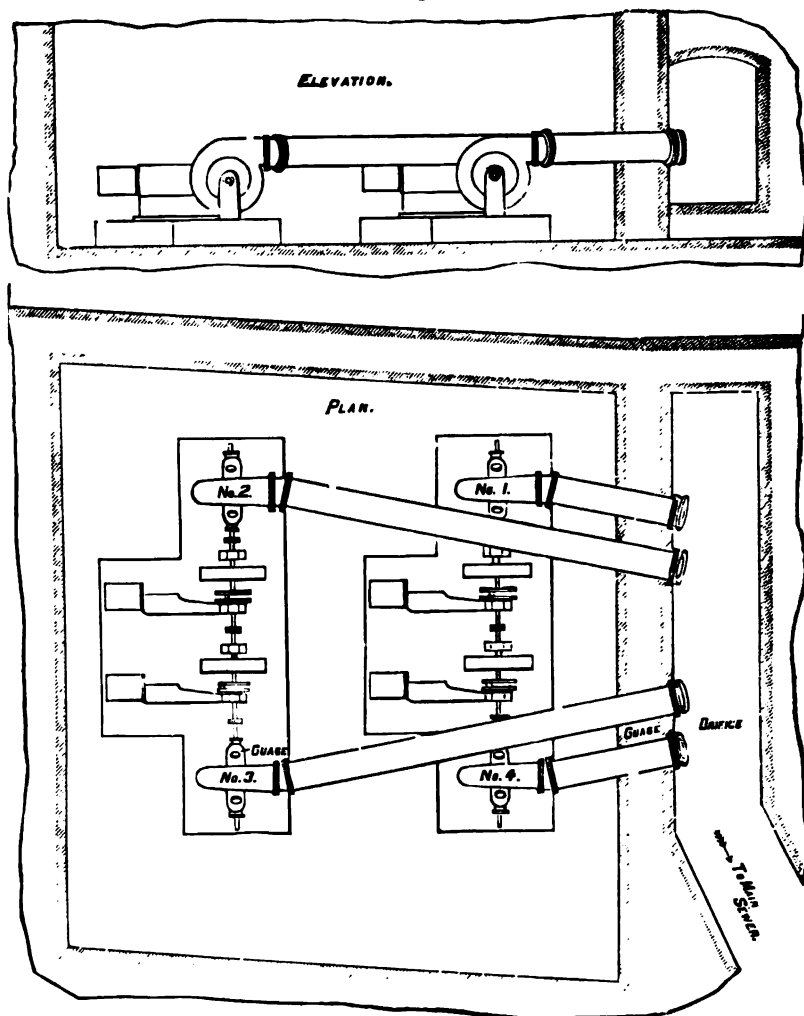 ELEVATION.
PLAN.
No. 2.
No. 1.
GUAGE
GUAGE
ORIFICE
No. 3.
No. 4.
To MAIN
SEWER.